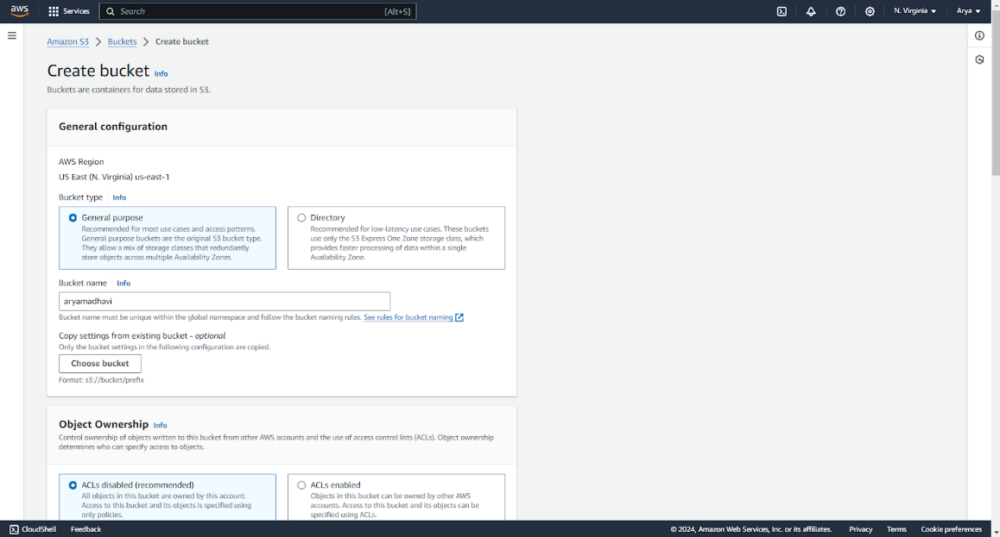 aws Services Search [Alt+S] N. Virginia Arya
Amazon S3 Buckets Create bucket
Create bucket Info
Buckets are containers for data stored in S3.
General configuration
AWS Region
US East (N. Virginia) us-east-1
Bucket type Info
General purpose
Recommended for most use cases and access patterns.
General purpose buckets are the original S3 bucket type.
They allow a mix of storage classes that redundantly
store objects across multiple Availability Zones.
Directory
Recommended for low-latency use cases. These buckets
use only the S3 Express One Zone storage class, which
provides faster processing of data within a single
Availability Zone.
Bucket name Info
aryamadhavi
Bucket name must be unique within the global namespace and follow the bucket naming rules. See rules for bucket naming
Copy settings from existing bucket - optional
Only the bucket settings in the following configuration are copied.
Choose bucket
Format: s3://bucket/prefix
Object Ownership Info
Control ownership of objects written to this bucket from other AWS accounts and the use of access control lists (ACLs). Object ownership
determines who can specify access to objects.
ACLs disabled (recommended)
All objects in this bucket are owned by this account.
Access to this bucket and its objects is specified using
only policies.
ACLs enabled
Objects in this bucket can be owned by other AWS
accounts. Access to this bucket and its objects can be
specified using ACLs.
CloudShell Feedback © 2024, Amazon Web Services, Inc. or its affiliates. Privacy Terms Cookie preferences